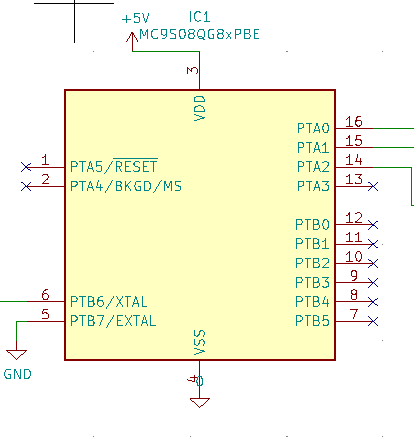 +5V
IC1
MC9S08QG8xPBE
3
VDD
PTA0 16
PTA1 15
1 PTA5/RESET
PTA2 14
2 PTA4/BKGD/MS
PTA3 13
PTB0 12
PTB1 11
PTB2 10
PTB3 9
6 PTB6/XTAL
PTB4 8
5 PTB7/EXTAL
PTB5 7
VSS
4
GND